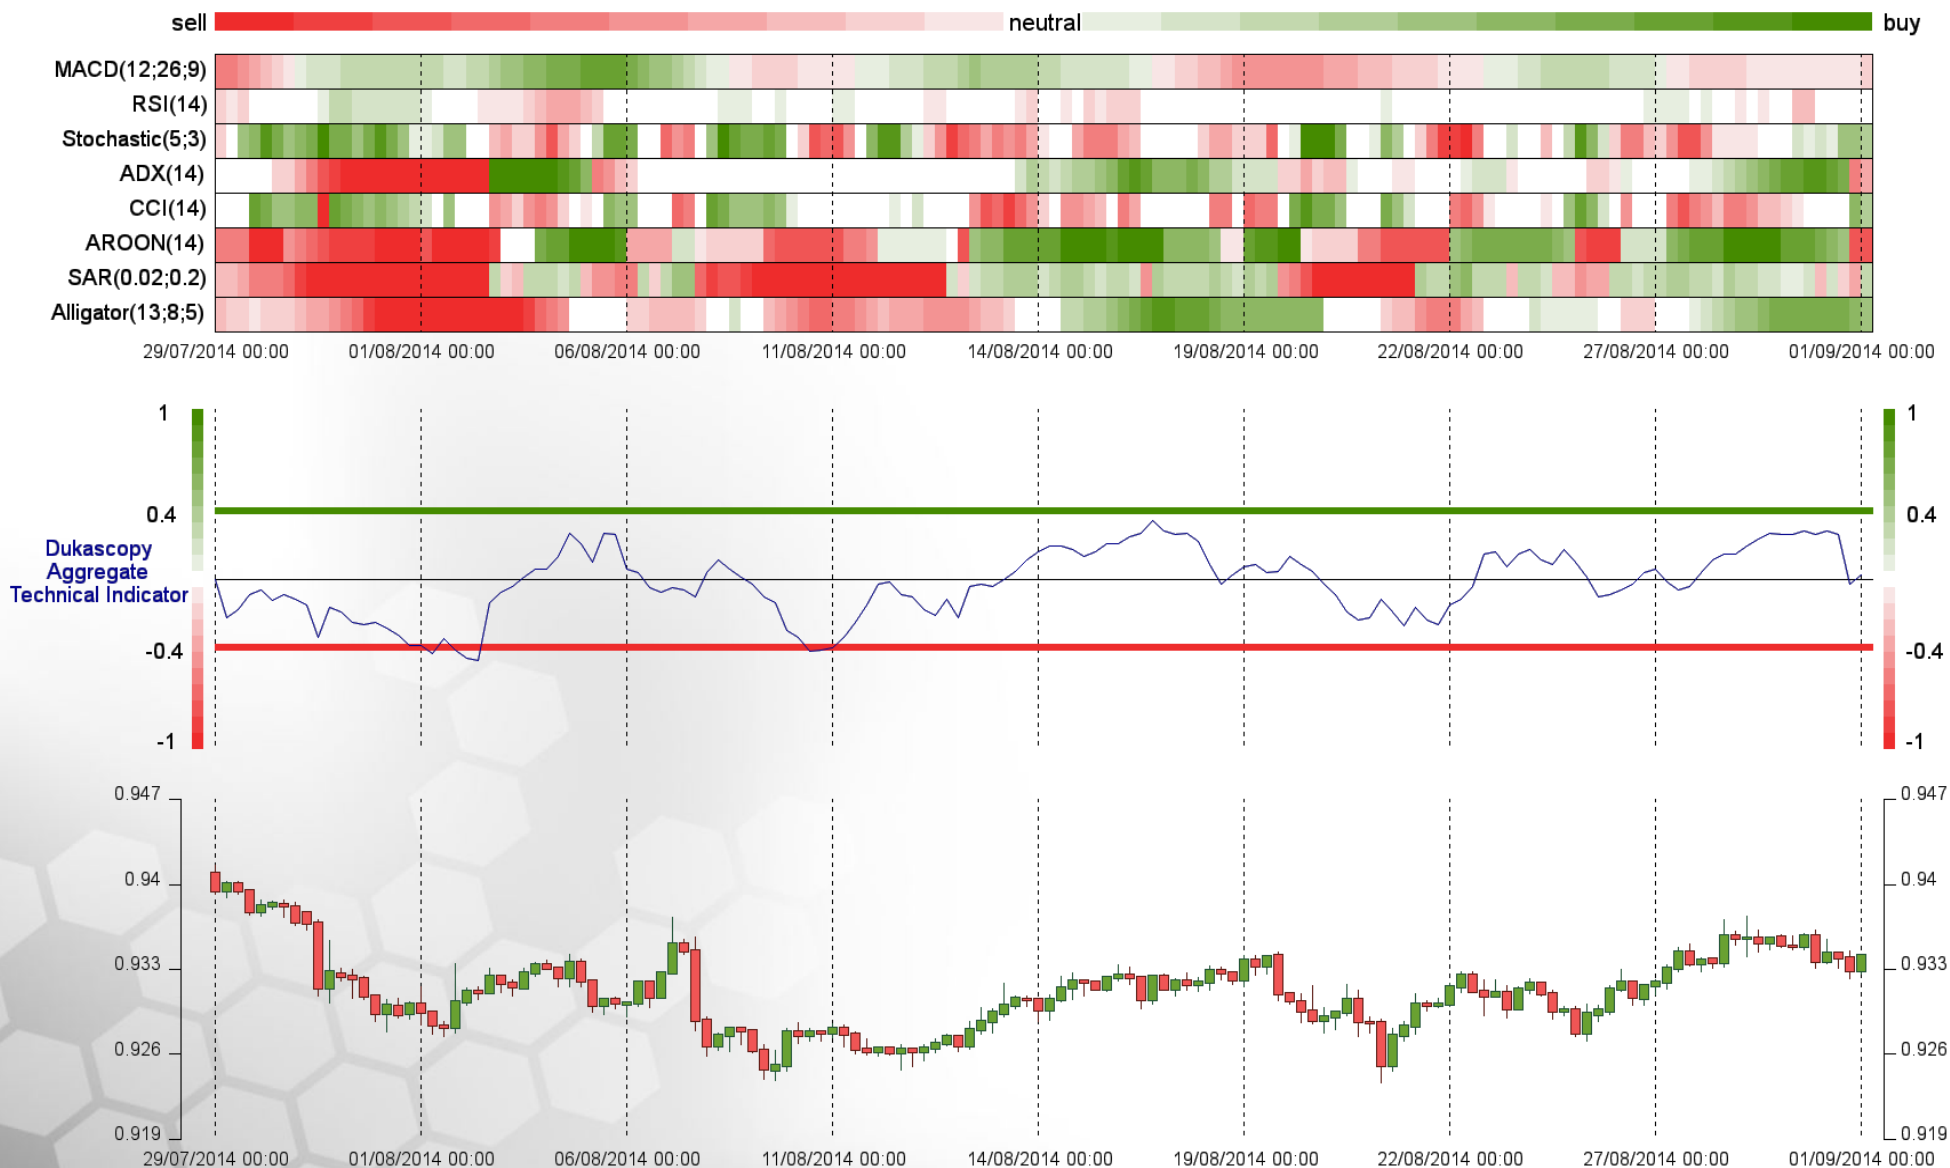 sell neutral buy
MACD(12;26;9)
RSI(14)
Stochastic(5;3)
ADX(14)
CCI(14)
AROON(14)
SAR(0.02;0.2)
Alligator(13;8;5)
29/07/2014 00:00 01/08/2014 00:00 06/08/2014 00:00 11/08/2014 00:00 14/08/2014 00:00 19/08/2014 00:00 22/08/2014 00:00 27/08/2014 00:00 01/09/2014 00:00
1 1
0.4 0.4
Dukascopy
Aggregate
Technical Indicator
-0.4 -0.4
-1 -1
0.947 0.947
0.94 0.94
0.933 0.933
0.926 0.926
0.919 0.919
29/07/2014 00:00 01/08/2014 00:00 06/08/2014 00:00 11/08/2014 00:00 14/08/2014 00:00 19/08/2014 00:00 22/08/2014 00:00 27/08/2014 00:00 01/09/2014 00:00